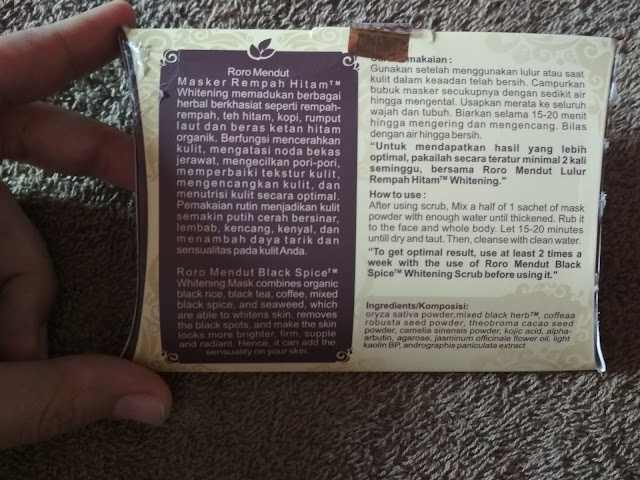 Roro Mendut
Masker Rempah Hitam™
Whitening memadukan berbagai
herbal berkhasiat seperti rempah-
rempah, teh hitam, kopi, rumput
laut dan beras ketan hitam
organik. Berfungsi mencerahkan
kulit, mengatasi noda bekas
jerawat, mengecilkan pori-pori,
memperbaiki tekstur kulit,
mengencangkan kulit, dan
menutrisi kulit secara optimal.
Pemakaian rutin menjadikan kulit
semakin putih cerah bersinar,
lembab, kencang, kenyal, dan
menambah daya tarik dan
sensualitas pada kulit Anda.
Roro Mendut Black Spice™
Whitening Mask combines organic
black rice, black tea, coffee, mixed
black spice, and seaweed, which
are able to whitens skin, removes
the black spots, and make the skin
looks more brighter, firm, supple
and radiant. Hence, it can add the
sensuality on your skin.
Pemakaian :
Gunakan setelah menggunakan lulur atau saat
kulit dalam keaadan telah bersih. Campurkan
bubuk masker secukupnya dengan sedikit air
hingga mengental. Usapkan merata ke seluruh
wajah dan tubuh. Biarkan selama 15-20 menit
hingga mengering dan mengencang. Bilas
dengan air hingga bersih.
"Untuk mendapatkan hasil yang lebih
optimal, pakailah secara teratur minimal 2 kali
seminggu, bersama Roro Mendut Lulur
Rempah Hitam™ Whitening."
How to use :
After using scrub, Mix a half of 1 sachet of mask
powder with enough water until thickened. Rub it
to the face and whole body. Let 15-20 minutes
untill dry and taut. Then, cleanse with clean water.
"To get optimal result, use at least 2 times a
week with the use of Roro Mendut Black
Spice™ Whitening Scrub before using it."
Ingredients/Komposisi:
oryza sativa powder,mixed black herb™, coffeaa
robusta seed powder, theobroma cacao seed
powder, camelia sinensis powder, kojic acid, alpha-
arbutin, agarose, jasminum officinale flower oil, light
kaolin BP, andrographis paniculata extract